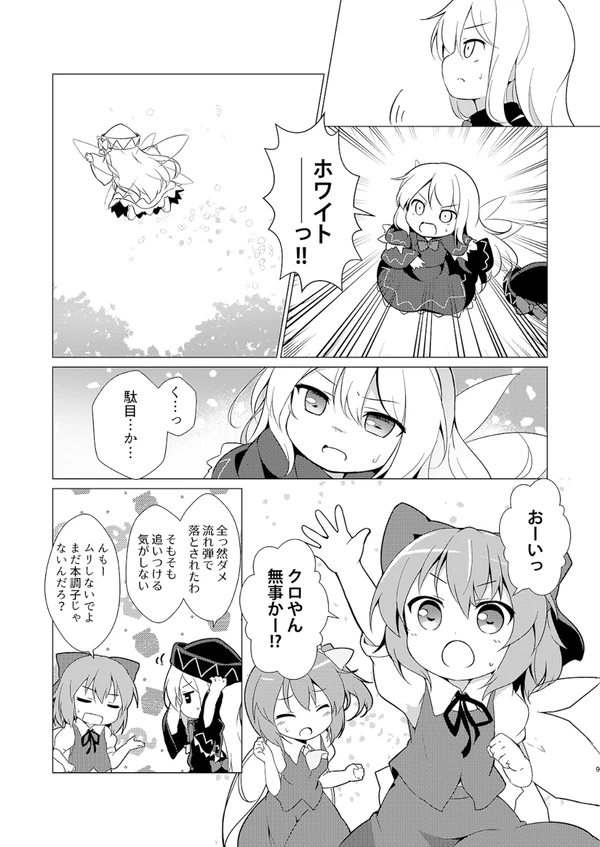 ホワイト
――っ!!
く…っ
駄目…か…
おーいっ
クロやん
無事かー!?
全っ然ダメ
流れ弾で
落とされたわ
そもそも
追いつける
気がしない
んもー
ムリしないでよ
まだ本調子じゃ
ないんだろ?
9